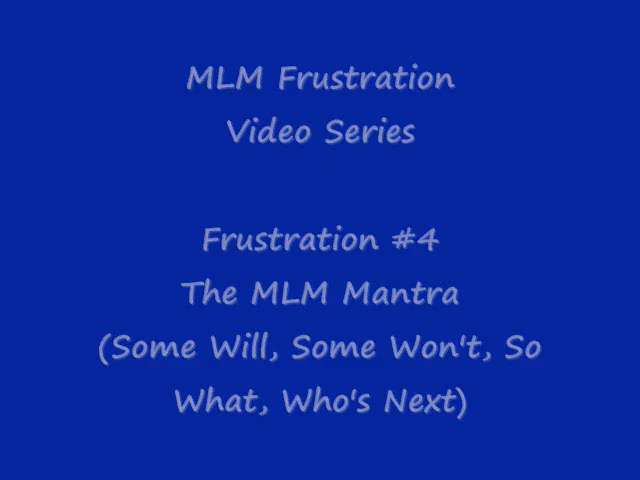 MLM Frustration
Video Series
Frustration #4
The MLM Mantra
(Some Will, Some Won't, So
What, Who's Next)